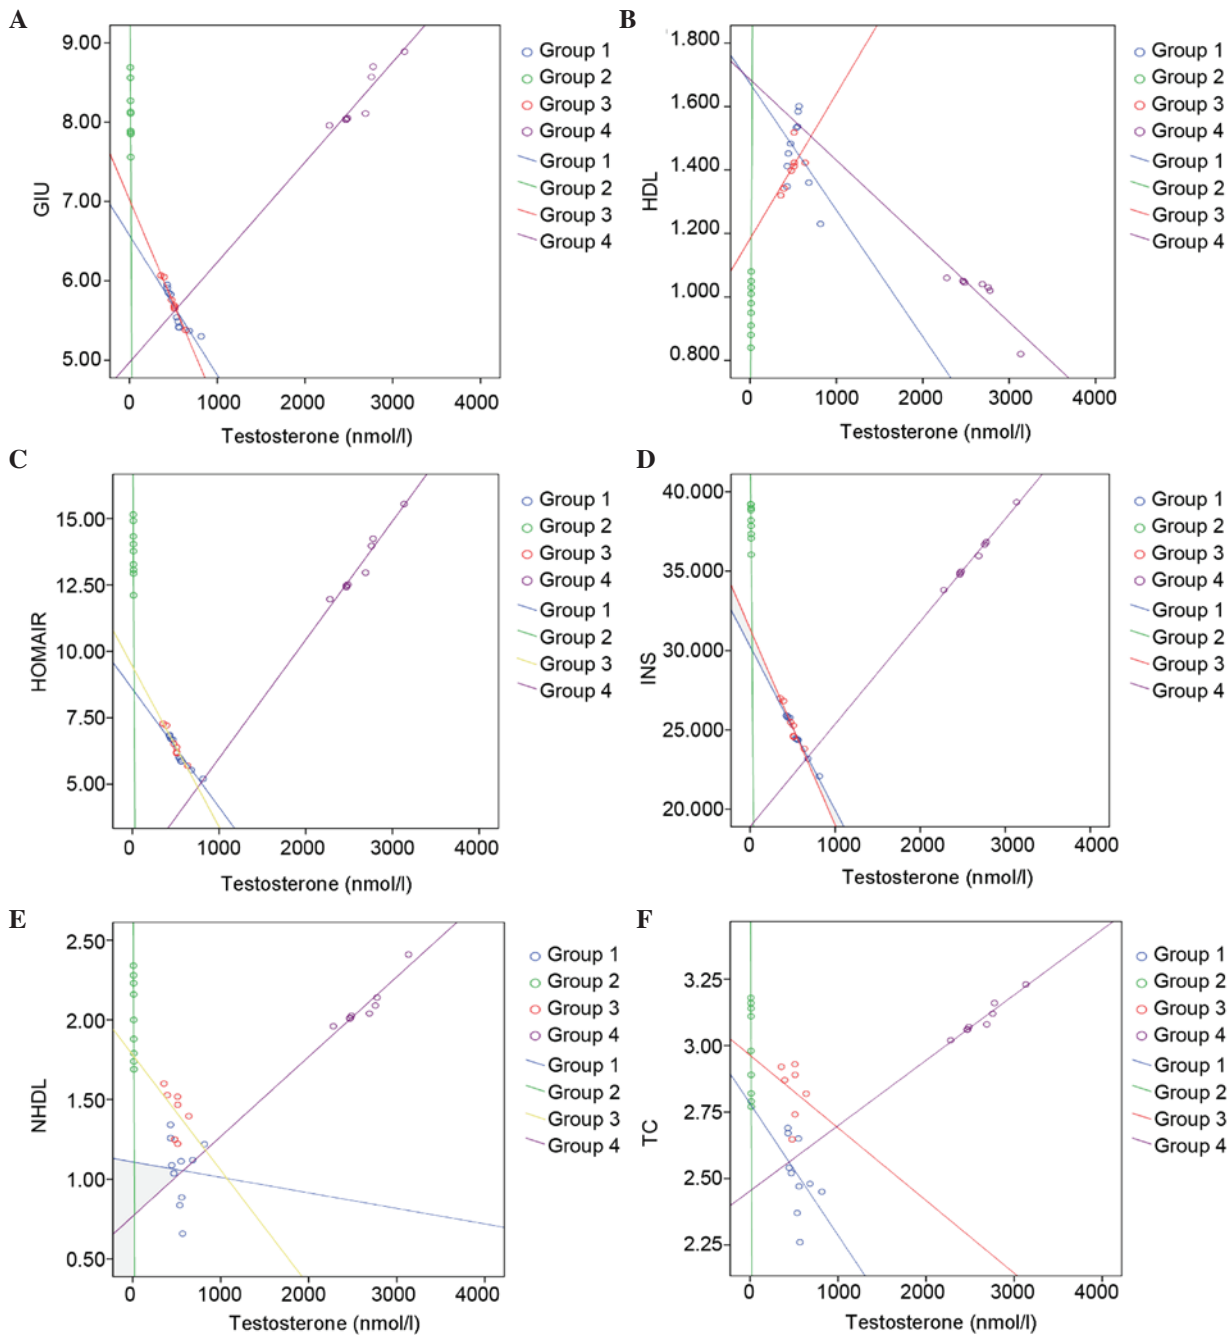 A
GIU
9.00
8.00
7.00
6.00
5.00
0 1000 2000 3000 4000
Testosterone (nmol/l)
Group 1
Group 2
Group 3
Group 4
Group 1
Group 2
Group 3
Group 4
B
HDL
1.800
1.600
1.400
1.200
1.000
0.800
0 1000 2000 3000 4000
Testosterone (nmol/l)
Group 1
Group 2
Group 3
Group 4
Group 1
Group 2
Group 3
Group 4
C
HOMAIR
15.00
12.50
10.00
7.50
5.00
0 1000 2000 3000 4000
Testosterone (nmol/l)
Group 1
Group 2
Group 3
Group 4
Group 1
Group 2
Group 3
Group 4
D
INS
40.000
35.000
30.000
25.000
20.000
0 1000 2000 3000 4000
Testosterone (nmol/l)
Group 1
Group 2
Group 3
Group 4
Group 1
Group 2
Group 3
Group 4
E
NHDL
2.50
2.00
1.50
1.00
0.50
0 1000 2000 3000 4000
Testosterone (nmol/l)
Group 1
Group 2
Group 3
Group 4
Group 1
Group 2
Group 3
Group 4
F
TC
3.25
3.00
2.75
2.50
2.25
0 1000 2000 3000 4000
Testosterone (nmol/l)
Group 1
Group 2
Group 3
Group 4
Group 1
Group 2
Group 3
Group 4